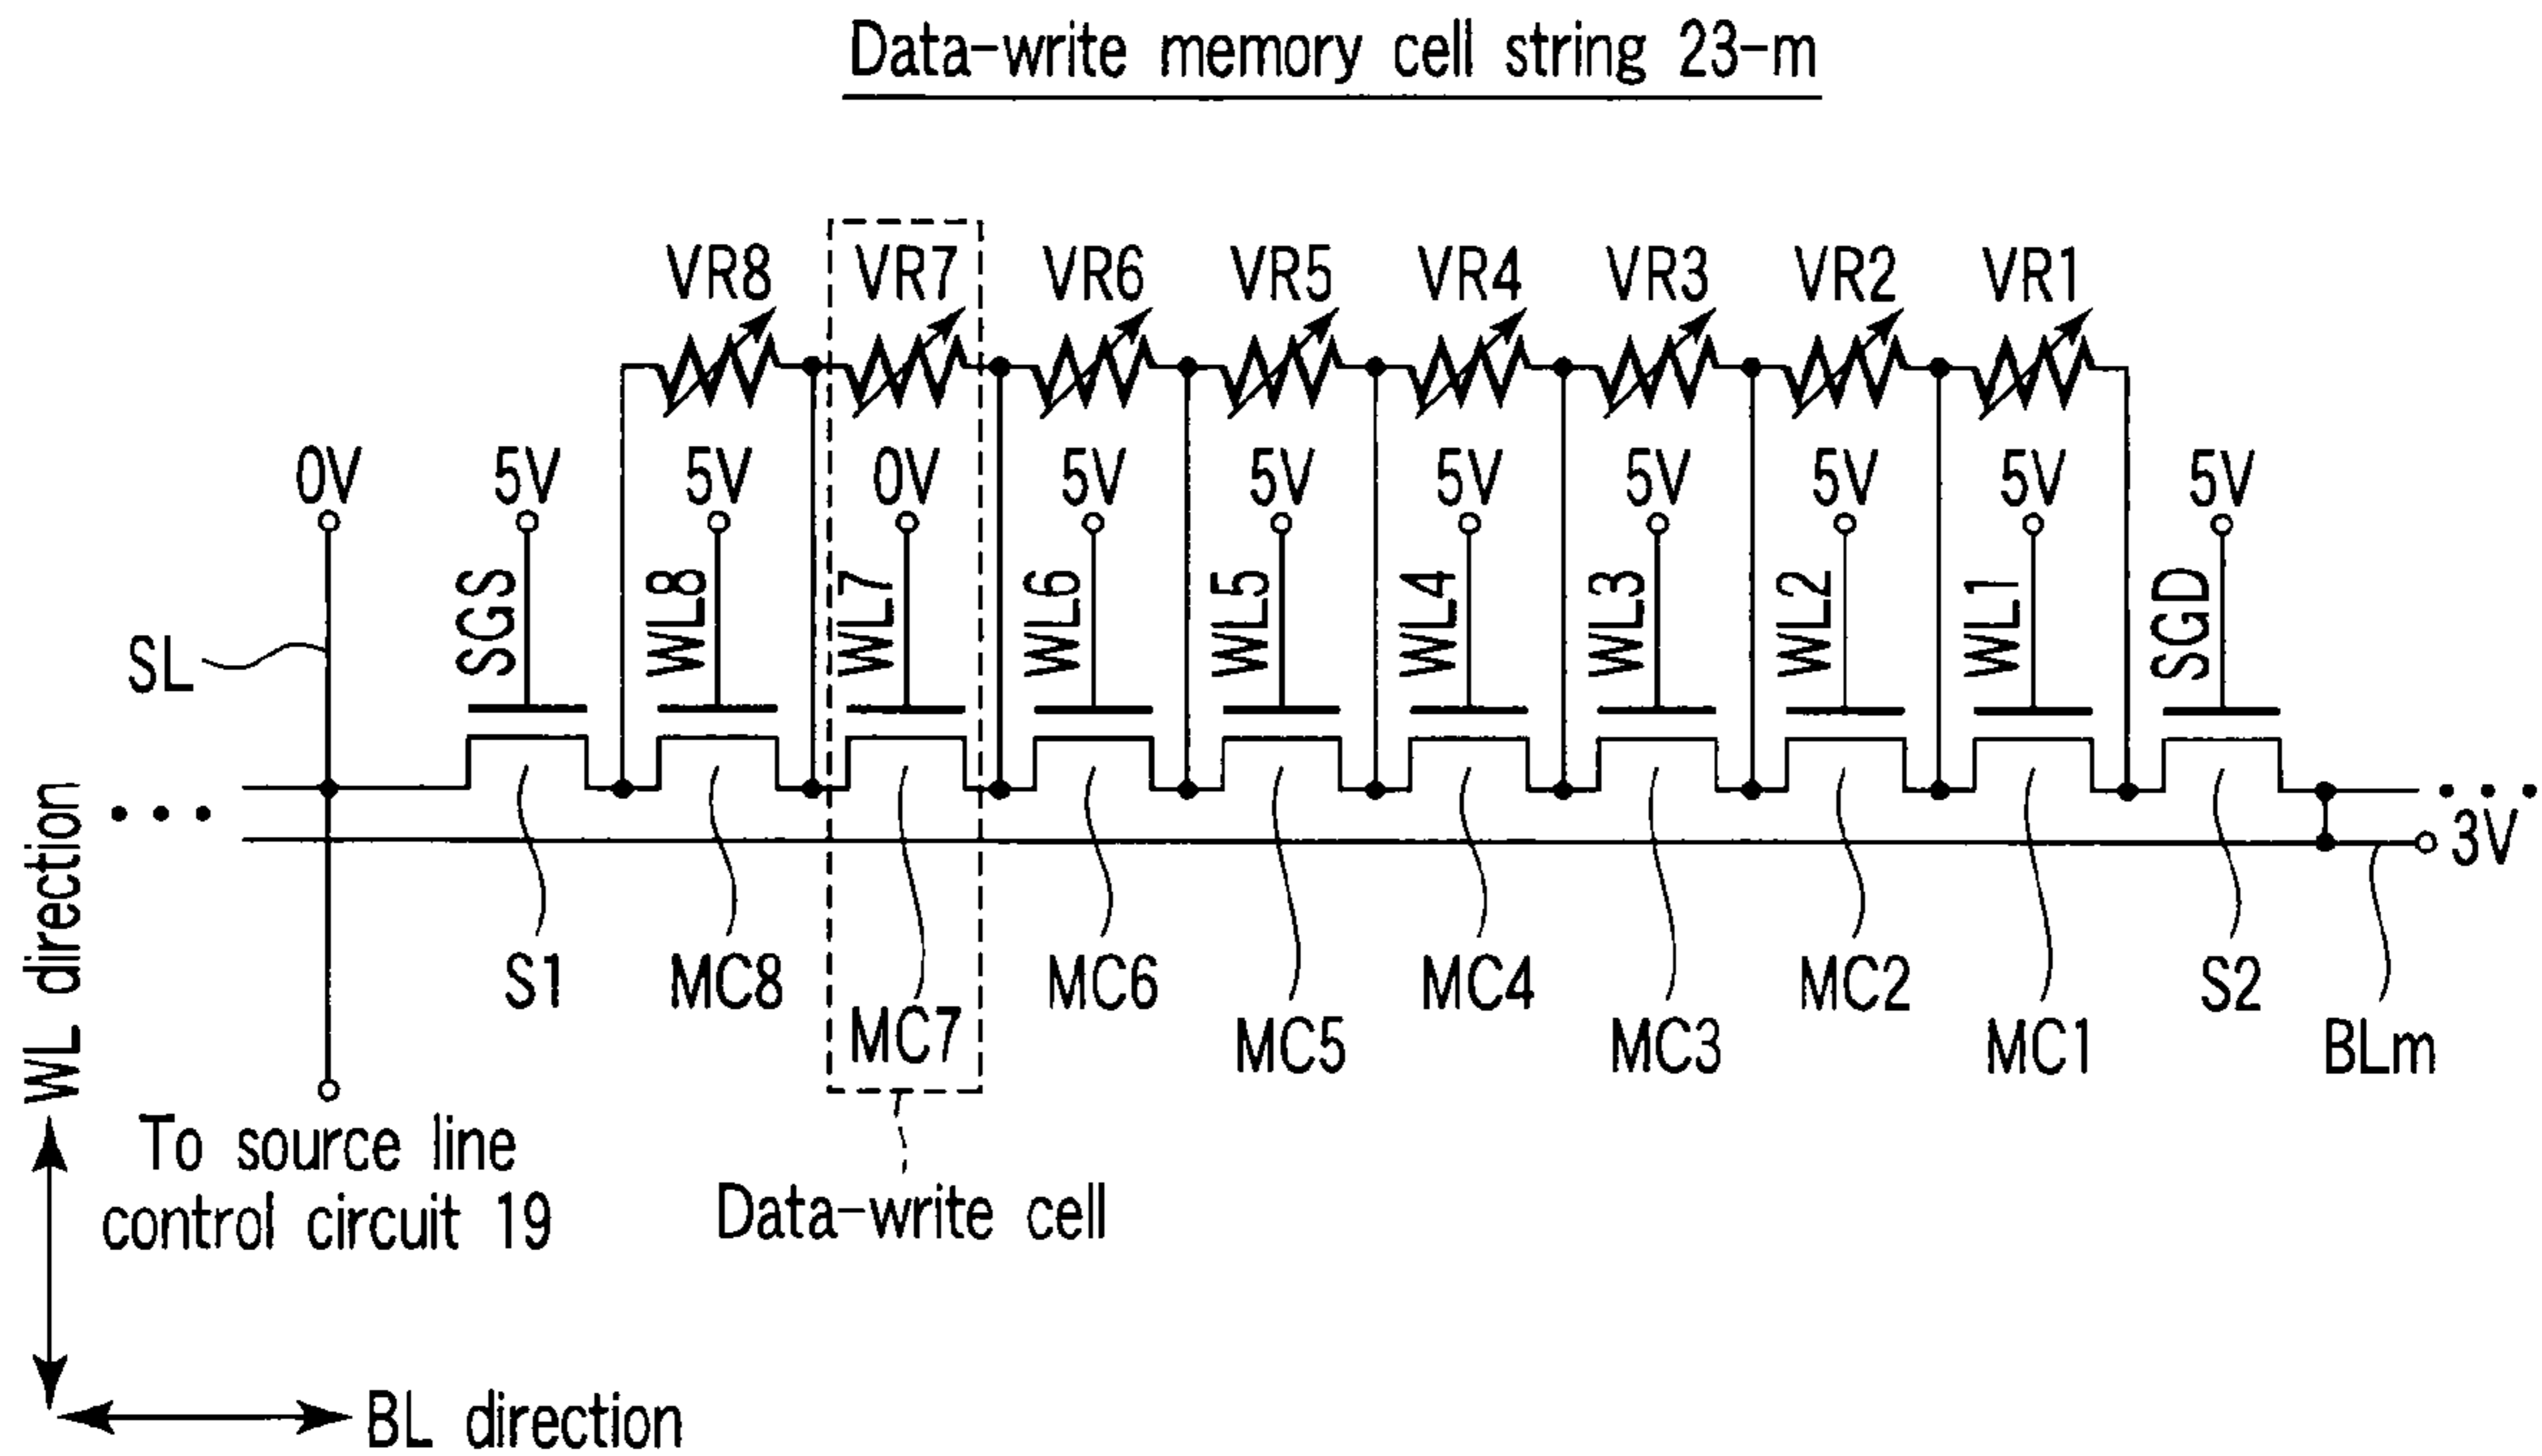 Data-write memory cell string 23-m
VR8 VR7 VR6 VR5 VR4 VR3 VR2 VR1
0V 5V 5V 0V 5V 5V 5V 5V 5V 5V 5V
SL SGS WL8 WL7 WL6 WL5 WL4 WL3 WL2 WL1 SGD
3V
S1 MC8 MC7 MC6 MC5 MC4 MC3 MC2 MC1 S2 BLm
WL direction
To source line
control circuit 19
Data-write cell
BL direction